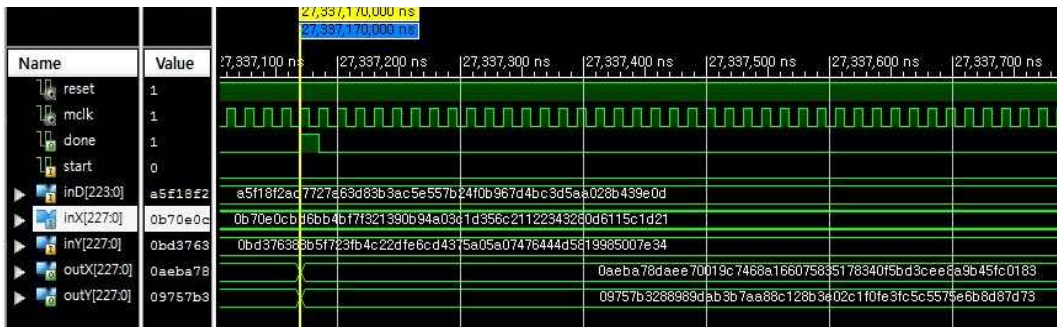 27,337,170,000 ns
27,337,170,000 ns
Name Value 27,337,100 ns 27,337,200 ns 27,337,300 ns 27,337,400 ns 27,337,500 ns 27,337,600 ns 27,337,700 ns
reset 1
mclk 1
done 1
start 0
inD[223:0] a5f18f2 a5f18f2ac7727a63d83b3ac5e557b24f0b967d4bc3d5aa028b439e0d
inX[227:0] 0b70e0c 0b70e0cbd6bb4bf7f321390b94a03c1d356c21122343280d6115c1d21
inY[227:0] 0bd3763 0bd376388b5f723fb4c22dfe6cd4375a05a07476444d5819985007e34
outX[227:0] 0aeba78 0aeba78daee70019c7468a166075835178340f5bd3cee8a9b45fc0183
outY[227:0] 09757b3 09757b3288989dab3b7aa88c128b3e02c1f0fe3fc5c5575e6b8d87d73